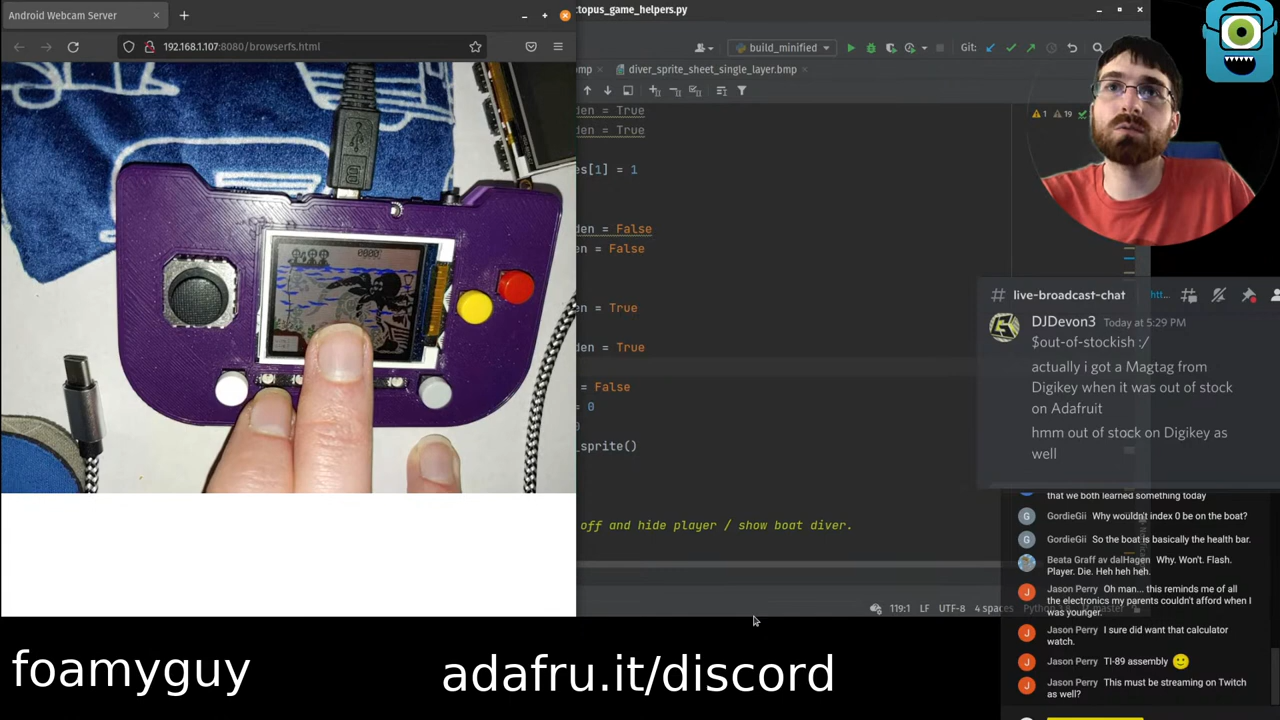 Android Webcam Server
192.168.1.107:8080/browserfs.html
ctopus_game_helpers.py
build_minified
Git:
mp
diver_sprite_sheet_single_layer.bmp
den = True
den = True
1
19
es[1] = 1
den = False
en = False
en = True
en = True
= False
= 0
0
_sprite()
off and hide player / show boat diver.
119:1 LF UTF-8 4 spaces
master
# live-broadcast-chat
htt...
DJDevon3 Today at 5:29 PM
$out-of-stockish :/
actually i got a Magtag from
Digikey when it was out of stock
on Adafruit
hmm out of stock on Digikey as
well
that we both learned something today
G GordieGii Why wouldn't index 0 be on the boat?
G GordieGii So the boat is basically the health bar.
Beata Graff av dalHagen Why. Won't. Flash.
Player. Die. Heh heh heh.
J Jason Perry Oh man... this reminds me of all
the electronics my parents couldn't afford when I
was younger.
J Jason Perry I sure did want that calculator
watch.
J Jason Perry TI-89 assembly 🙂
J Jason Perry This must be streaming on Twitch
as well?
foamyguy
adafru.it/discord